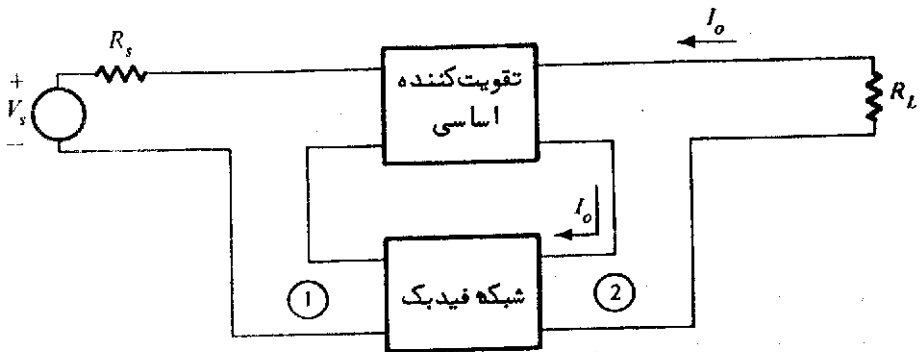 R_s
+
V_s
−
تقویت‌کننده
اساسی
I_o
R_L
I_o
شبکه فیدبک
1
2